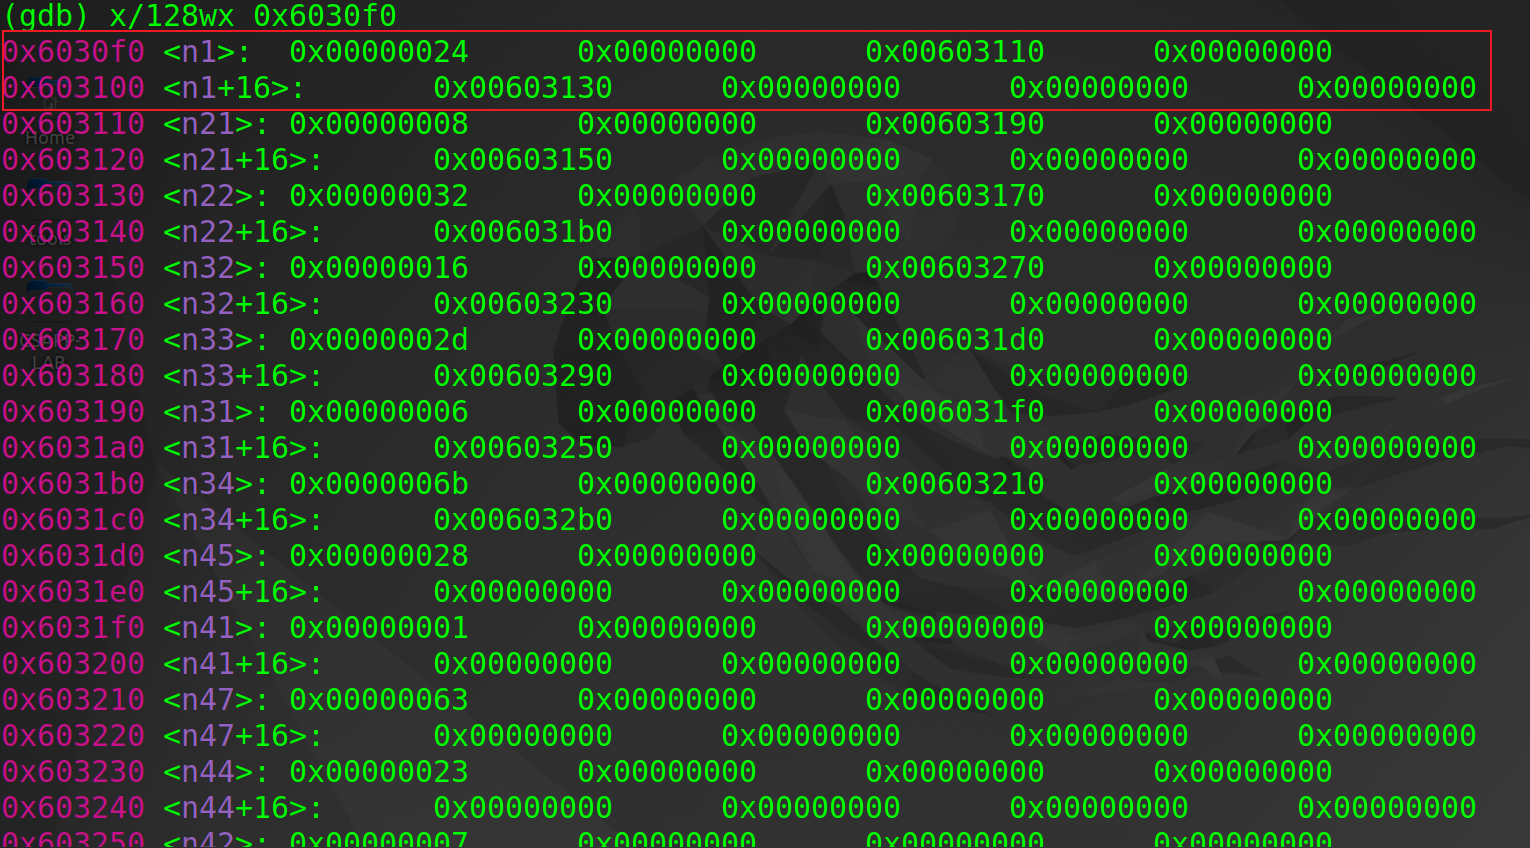 (gdb) x/128wx 0x6030f0
0x6030f0 <n1>: 0x00000024 0x00000000 0x00603110 0x00000000
0x603100 <n1+16>: 0x00603130 0x00000000 0x00000000 0x00000000
0x603110 <n21>: 0x00000008 0x00000000 0x00603190 0x00000000
Home
0x603120 <n21+16>: 0x00603150 0x00000000 0x00000000 0x00000000
0x603130 <n22>: 0x00000032 0x00000000 0x00603170 0x00000000
0x603140 <n22+16>: 0x006031b0 0x00000000 0x00000000 0x00000000
tools
0x603150 <n32>: 0x00000016 0x00000000 0x00603270 0x00000000
0x603160 <n32+16>: 0x00603230 0x00000000 0x00000000 0x00000000
0x603170 <n33>: 0x0000002d 0x00000000 0x006031d0 0x00000000
LAB
0x603180 <n33+16>: 0x00603290 0x00000000 0x00000000 0x00000000
0x603190 <n31>: 0x00000006 0x00000000 0x006031f0 0x00000000
0x6031a0 <n31+16>: 0x00603250 0x00000000 0x00000000 0x00000000
0x6031b0 <n34>: 0x0000006b 0x00000000 0x00603210 0x00000000
0x6031c0 <n34+16>: 0x006032b0 0x00000000 0x00000000 0x00000000
0x6031d0 <n45>: 0x00000028 0x00000000 0x00000000 0x00000000
0x6031e0 <n45+16>: 0x00000000 0x00000000 0x00000000 0x00000000
0x6031f0 <n41>: 0x00000001 0x00000000 0x00000000 0x00000000
0x603200 <n41+16>: 0x00000000 0x00000000 0x00000000 0x00000000
0x603210 <n47>: 0x00000063 0x00000000 0x00000000 0x00000000
0x603220 <n47+16>: 0x00000000 0x00000000 0x00000000 0x00000000
0x603230 <n44>: 0x00000023 0x00000000 0x00000000 0x00000000
0x603240 <n44+16>: 0x00000000 0x00000000 0x00000000 0x00000000
0x603250 <n42>: 0x00000007 0x00000000 0x00000000 0x00000000